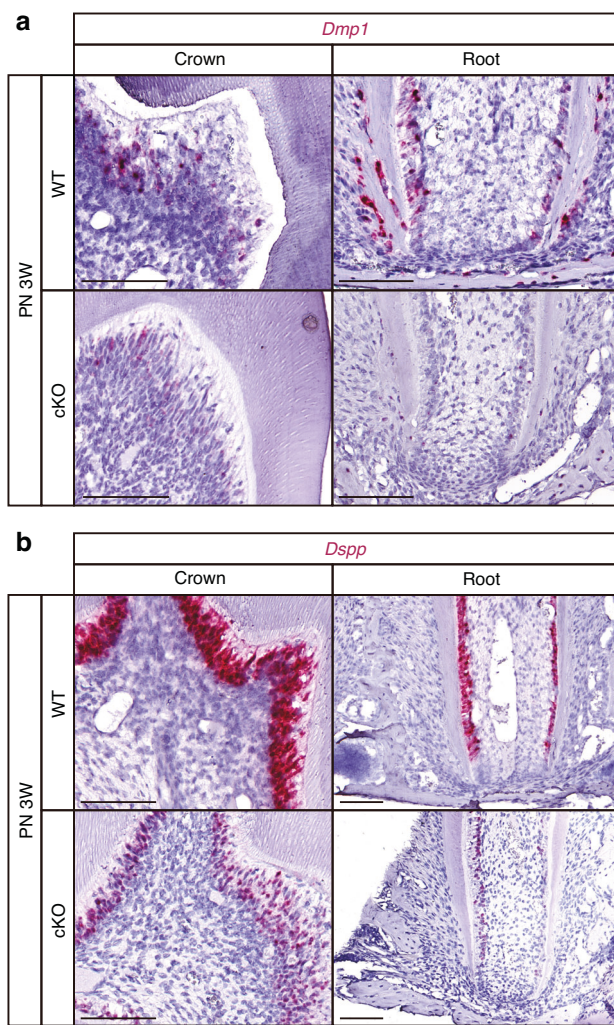 a
Dmp1
Crown
Root
PN 3W
WT
cKO
b
Dspp
Crown
Root
PN 3W
WT
cKO